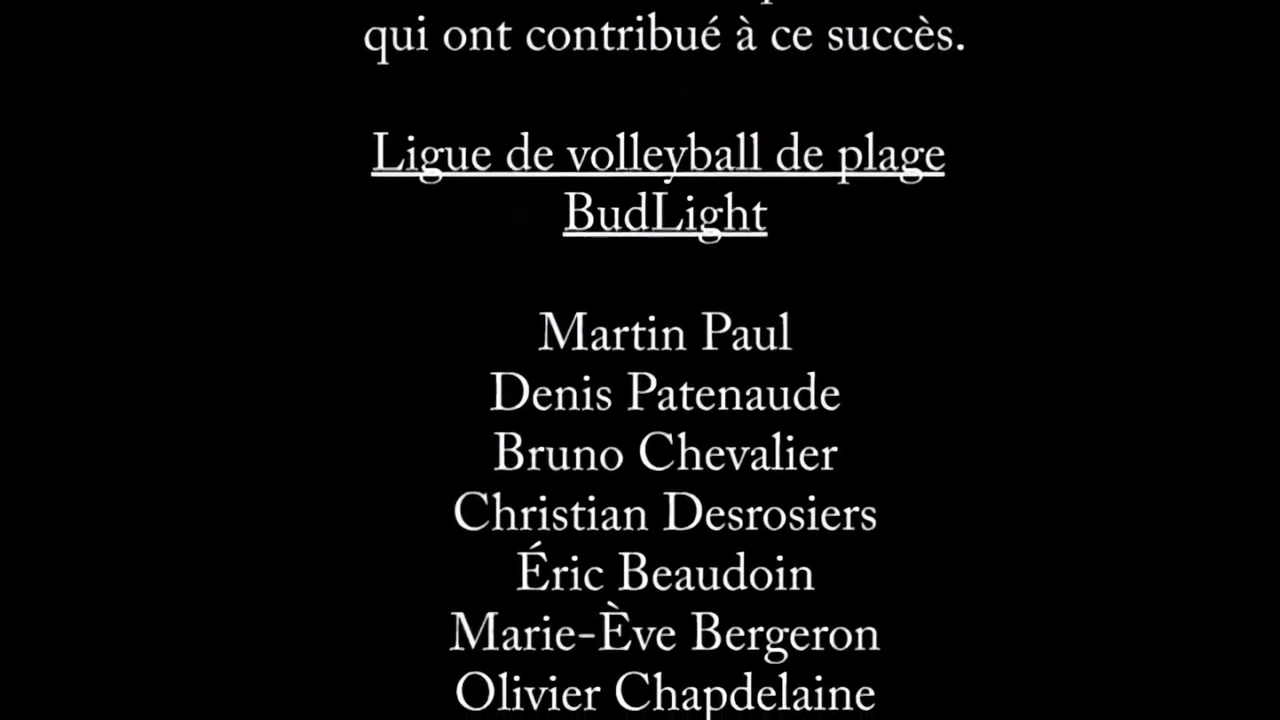 qui ont contribué à ce succès.
Ligue de volleyball de plage
BudLight
Martin Paul
Denis Patenaude
Bruno Chevalier
Christian Desrosiers
Éric Beaudoin
Marie-Ève Bergeron
Olivier Chapdelaine